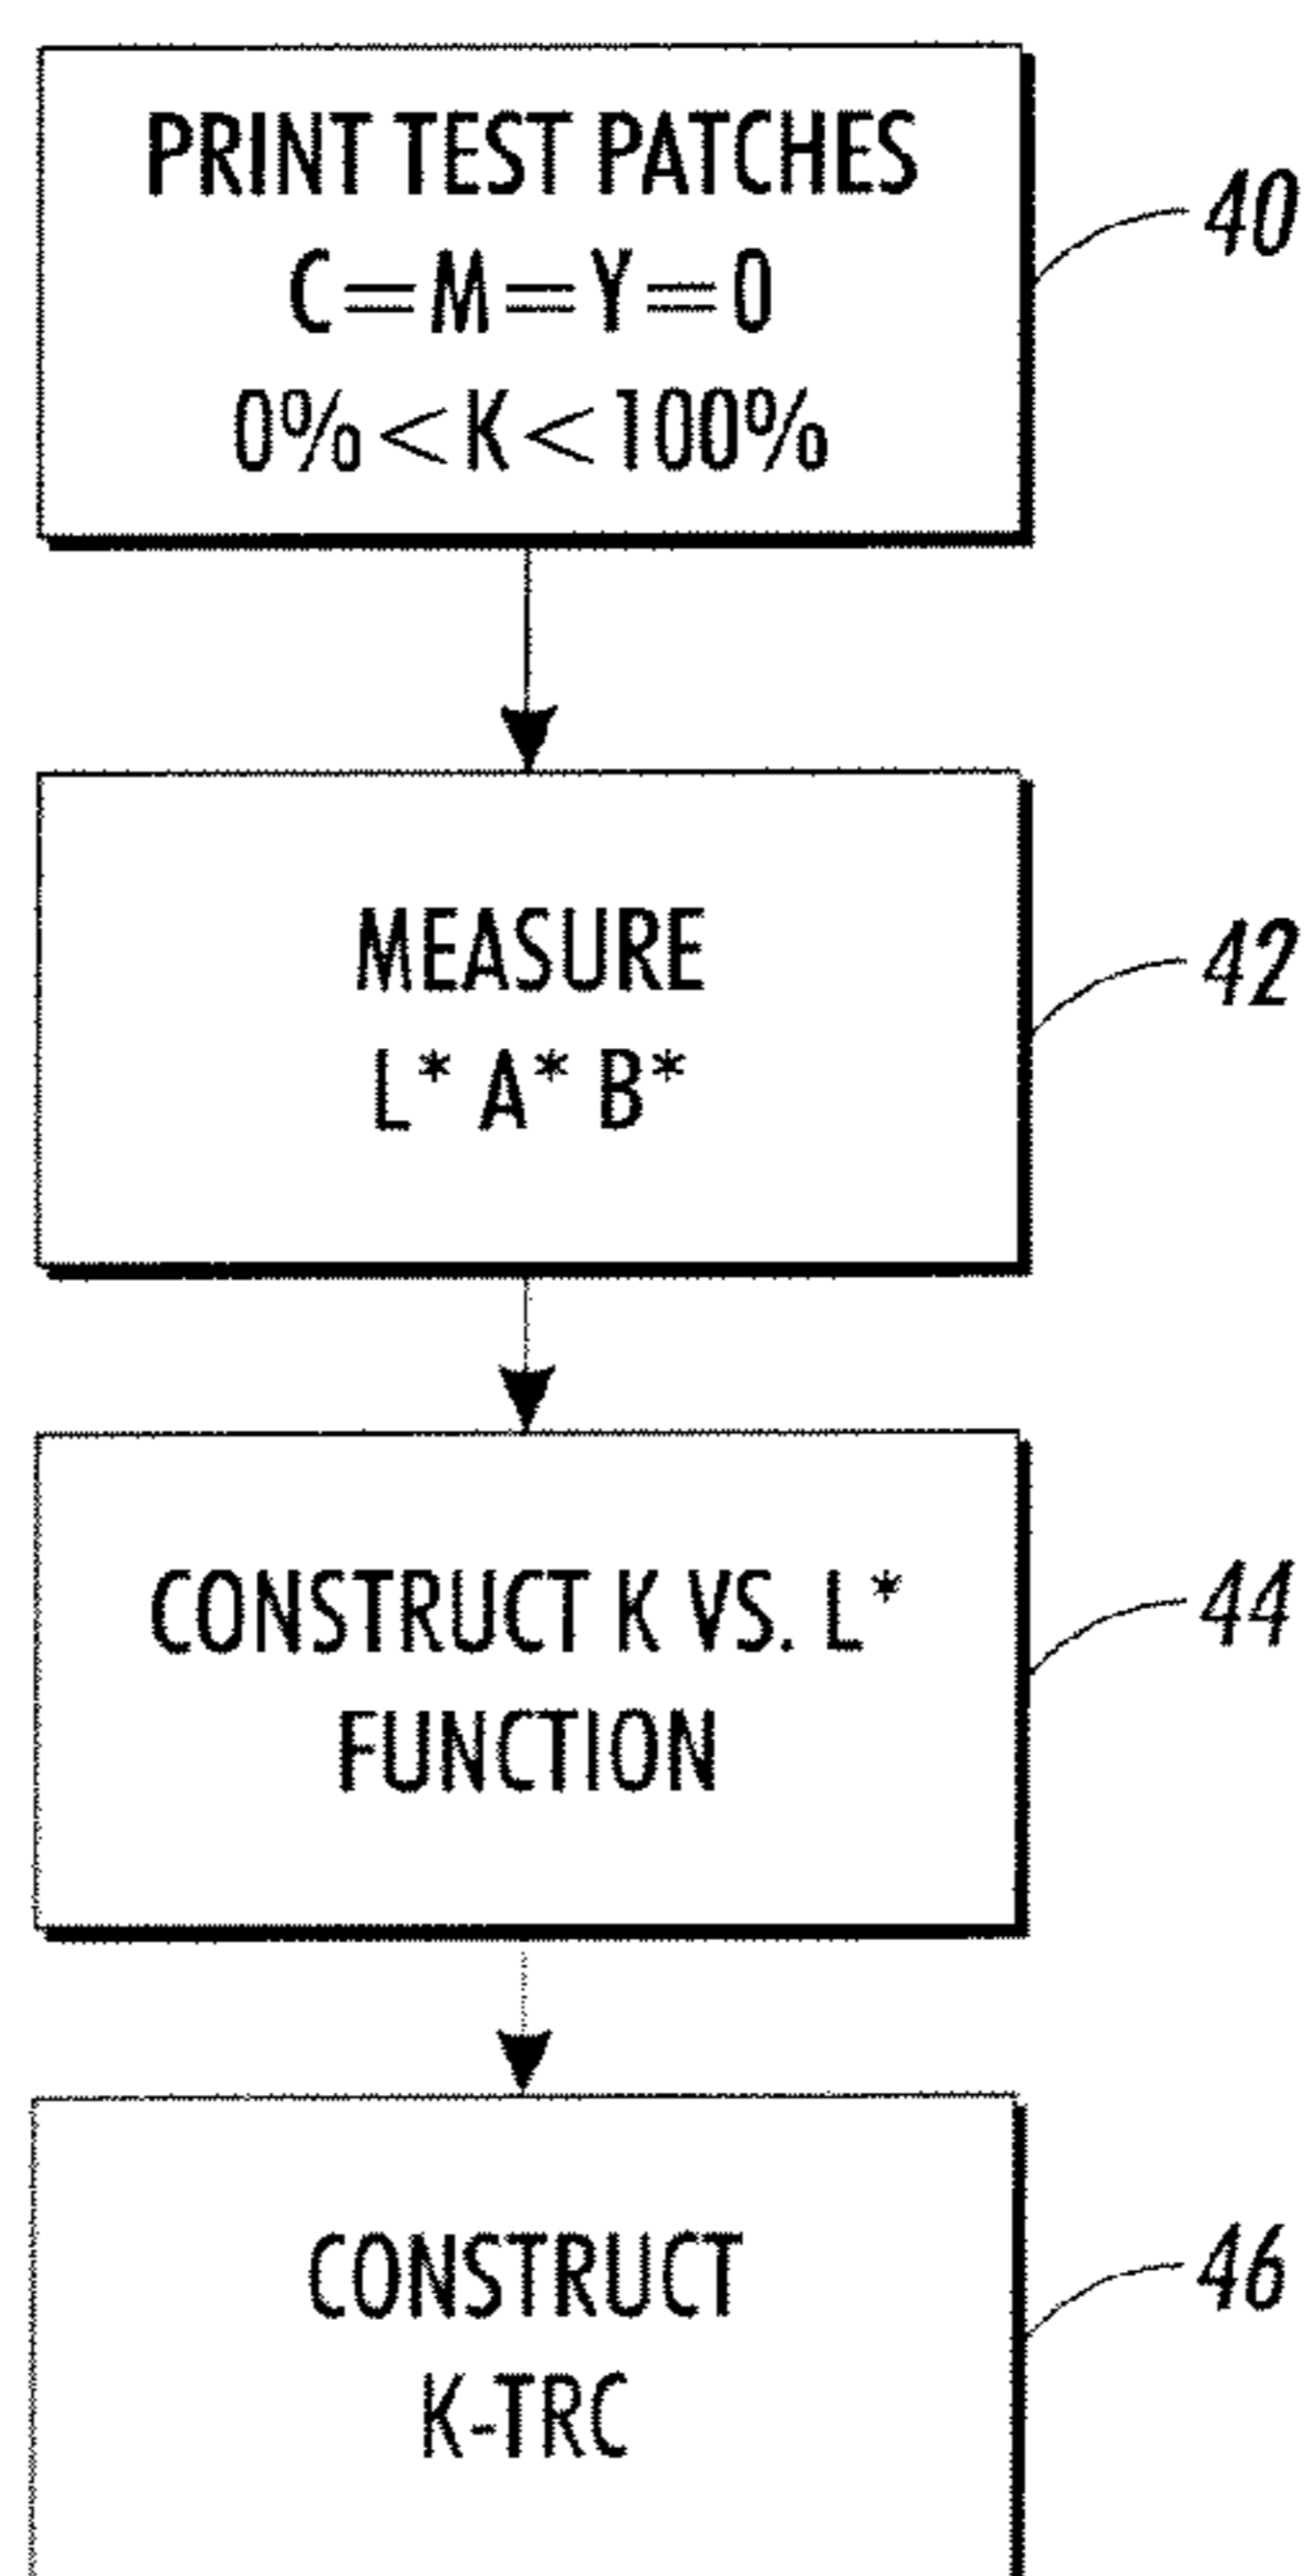 PRINT TEST PATCHES
C=M=Y=0
0%<K<100%
40
MEASURE
L* A* B*
42
CONSTRUCT K VS. L*
FUNCTION
44
CONSTRUCT
K-TRC
46